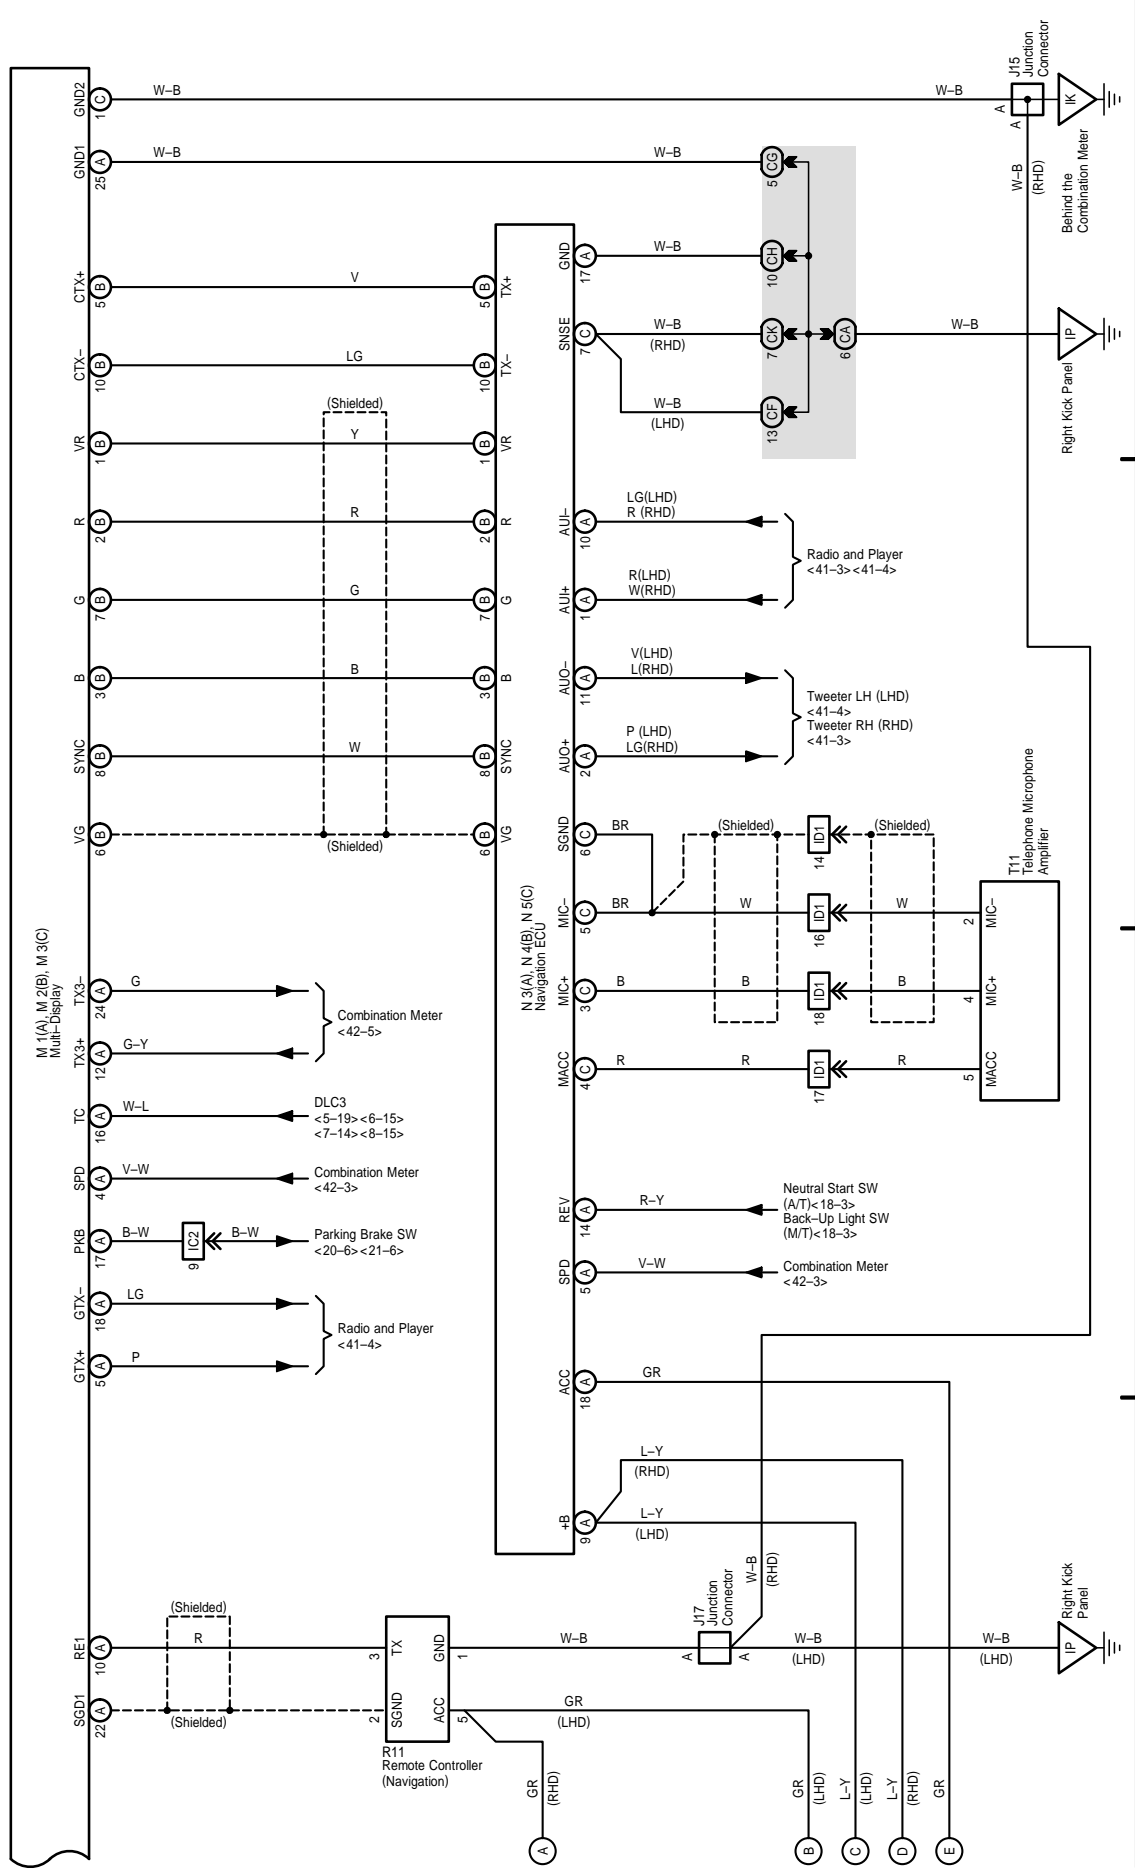 M 1(A), M 2(B), M 3(C)
Multi–Display
GND2
1
C
W–B
W–B
A
A
J15
Junction
Connector
IK
Behind the
Combination Meter
W–B
(RHD)
GND1
25
A
W–B
W–B
5
CG
CTX+
5
B
V
5
B
TX+
CTX–
10
B
LG
10
B
TX–
VR
1
B
(Shielded)
Y
1
B
VR
R
2
B
R
2
B
R
G
7
B
G
7
B
G
B
3
B
B
3
B
B
SYNC
8
B
W
8
B
SYNC
VG
6
B
(Shielded)
6
B
VG
N 3(A), N 4(B), N 5(C)
Navigation ECU
GND
17
A
W–B
10
CH
SNSE
7
C
W–B
(RHD)
7
CK
6
CA
W–B
IP
Right Kick Panel
W–B
(LHD)
13
CF
AUI–
10
A
LG(LHD)
R (RHD)
AUI+
1
A
R(LHD)
W(RHD)
Radio and Player
<41–3><41–4>
AUO–
11
A
V(LHD)
L(RHD)
AUO+
2
A
P (LHD)
LG(RHD)
Tweeter LH (LHD)
<41–4>
Tweeter RH (RHD)
<41–3>
SGND
6
C
BR
(Shielded)
14
ID1
(Shielded)
MIC–
5
C
BR
W
16
ID1
W
2
MIC–
MIC+
3
C
B
B
18
ID1
B
4
MIC+
MACC
4
C
R
R
17
ID1
R
5
MACC
T11
Telephone Microphone
Amplifier
TX3–
24
A
G
TX3+
12
A
G–Y
Combination Meter
<42–5>
TC
16
A
W–L
DLC3
<5–19><6–15>
<7–14><8–15>
SPD
4
A
V–W
Combination Meter
<42–3>
PKB
17
A
B–W
9
IC2
B–W
Parking Brake SW
<20–6><21–6>
GTX–
18
A
LG
GTX+
5
A
P
Radio and Player
<41–4>
REV
14
A
R–Y
Neutral Start SW
(A/T)<18–3>
Back–Up Light SW
(M/T)<18–3>
SPD
5
A
V–W
Combination Meter
<42–3>
ACC
18
A
GR
+B
9
A
L–Y
(RHD)
L–Y
(LHD)
W–B
(RHD)
RE1
10
A
(Shielded)
R
3
TX
SGD1
22
A
(Shielded)
2
SGND
GND
1
W–B
A
A
J17
Junction
Connector
W–B
(LHD)
W–B
(LHD)
IP
Right Kick
Panel
ACC
5
GR
(LHD)
R11
Remote Controller
(Navigation)
GR
(RHD)
A
GR
(LHD)
B
L–Y
(LHD)
C
L–Y
(RHD)
D
GR
E